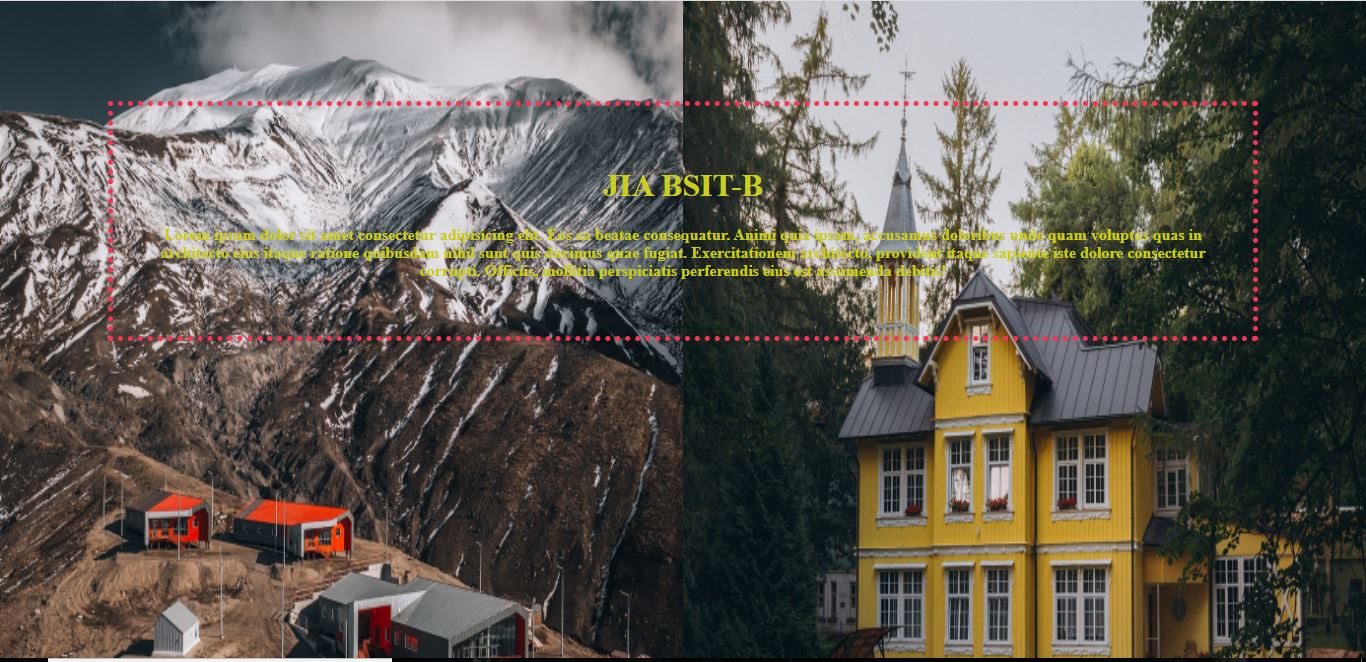 JIA BSIT-B
Lorem ipsum dolor sit amet consectetur adipisicing elit. Eos ea beatae consequatur. Animi quia ipsam, accusamus doloribus unde quam voluptas quas in
architecto eius itaque ratione quibusdam nihil sunt quis ducimus quae fugiat. Exercitationem architecto, provident itaque sapiente iste dolore consectetur
corrupti. Officiis, mollitia perspiciatis perferendis eius est assumenda debitis!